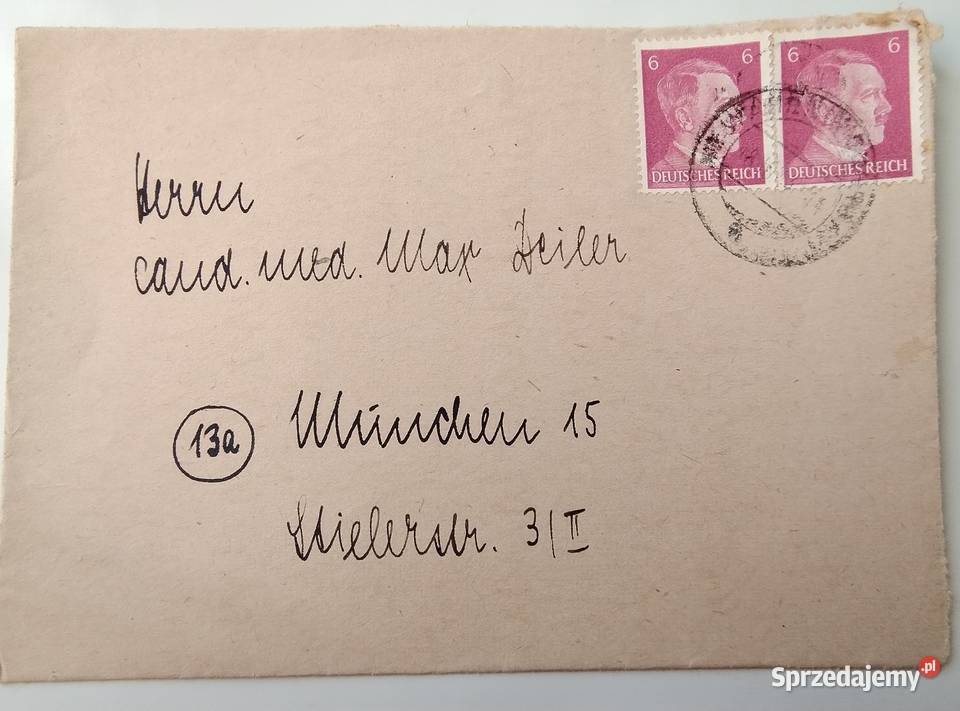 6 6 6 6
DEUTSCHES REICH DEUTSCHES REICH
Herrn
cand. med. Max Deiler
13a München 15
Stielerstr. 3/II
Sprzedajemy.pl